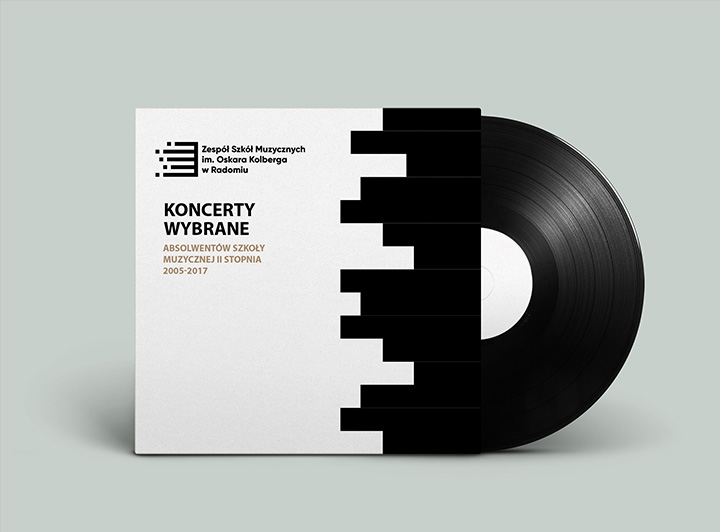 Zespół Szkół Muzycznych
im. Oskara Kolberga
w Radomiu
KONCERTY
WYBRANE
ABSOLWENTÓW SZKOŁY
MUZYCZNEJ II STOPNIA
2005-2017